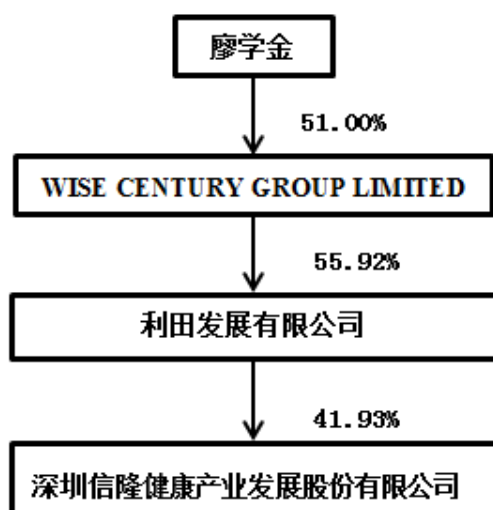 廖学金
51.00%
WISE CENTURY GROUP LIMITED
55.92%
利田发展有限公司
41.93%
深圳信隆健康产业发展股份有限公司